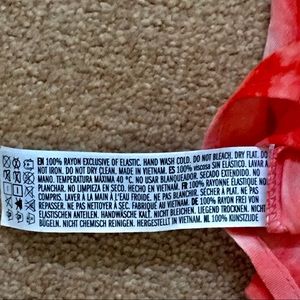 EN 100% RAYON EXCLUSIVE OF ELASTIC. HAND WASH COLD. DO NOT BLEACH. DRY FLAT. DO
NOT IRON. DO NOT DRY CLEAN. MADE IN VIETNAM. ES 100% viscosa SIN ELÁSTICO. LAVAR A
MANO. TEMPERATURA MÁXIMA 40 °C. NO USAR BLANQUEADOR. SECADO EXTENDIDO. NO
PLANCHAR. NO LIMPIEZA EN SECO. HECHO EN VIETNAM. FR 100% RAYONNE ÉLASTIQUE NON
COMPRIS. LAVER À LA MAIN À FROID. NE PAS BLANCHIR. SÉCHER À PLAT. NE PAS
REPASSER. NE PAS NETTOYER À SEC. FABRIQUÉ AU VIETNAM. DE 100% RAYON FREI VON
ELASTISCHEN ANTEILEN. HANDWÄSCHE KALT. NICHT BLEICHEN. LIEGEND TROCKNEN. NICHT
BÜGELN. NICHT CHEMISCH REINIGEN. HERGESTELLT IN VIETNAM. NL 100% KUNSTZIJDE